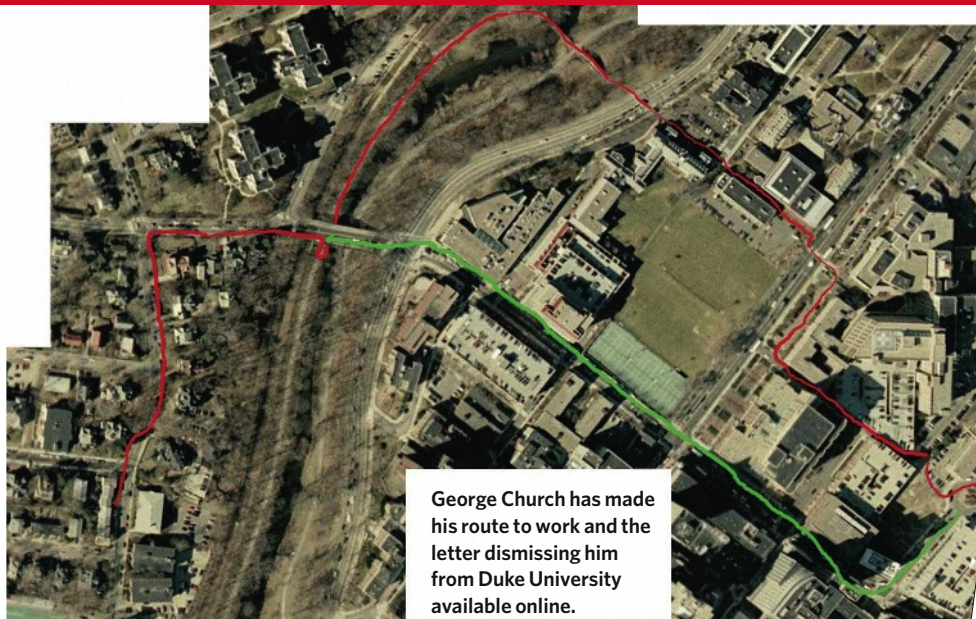 George Church has made
his route to work and the
letter dismissing him
from Duke University
available online.